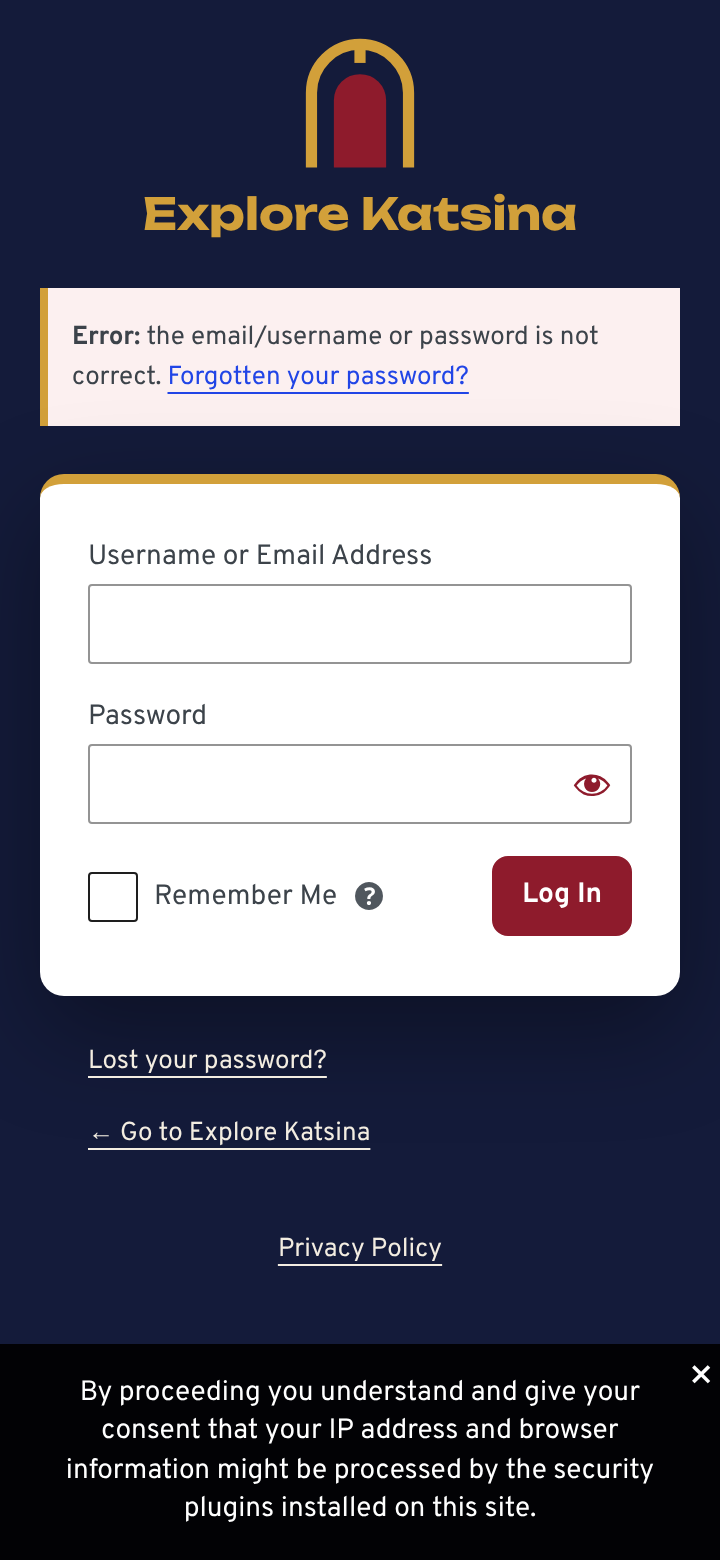 Explore Katsina
Error: the email/username or password is not
correct. Forgotten your password?
Username or Email Address
Password
Remember Me ?
Log In
Lost your password?
← Go to Explore Katsina
Privacy Policy
×
By proceeding you understand and give your
consent that your IP address and browser
information might be processed by the security
plugins installed on this site.